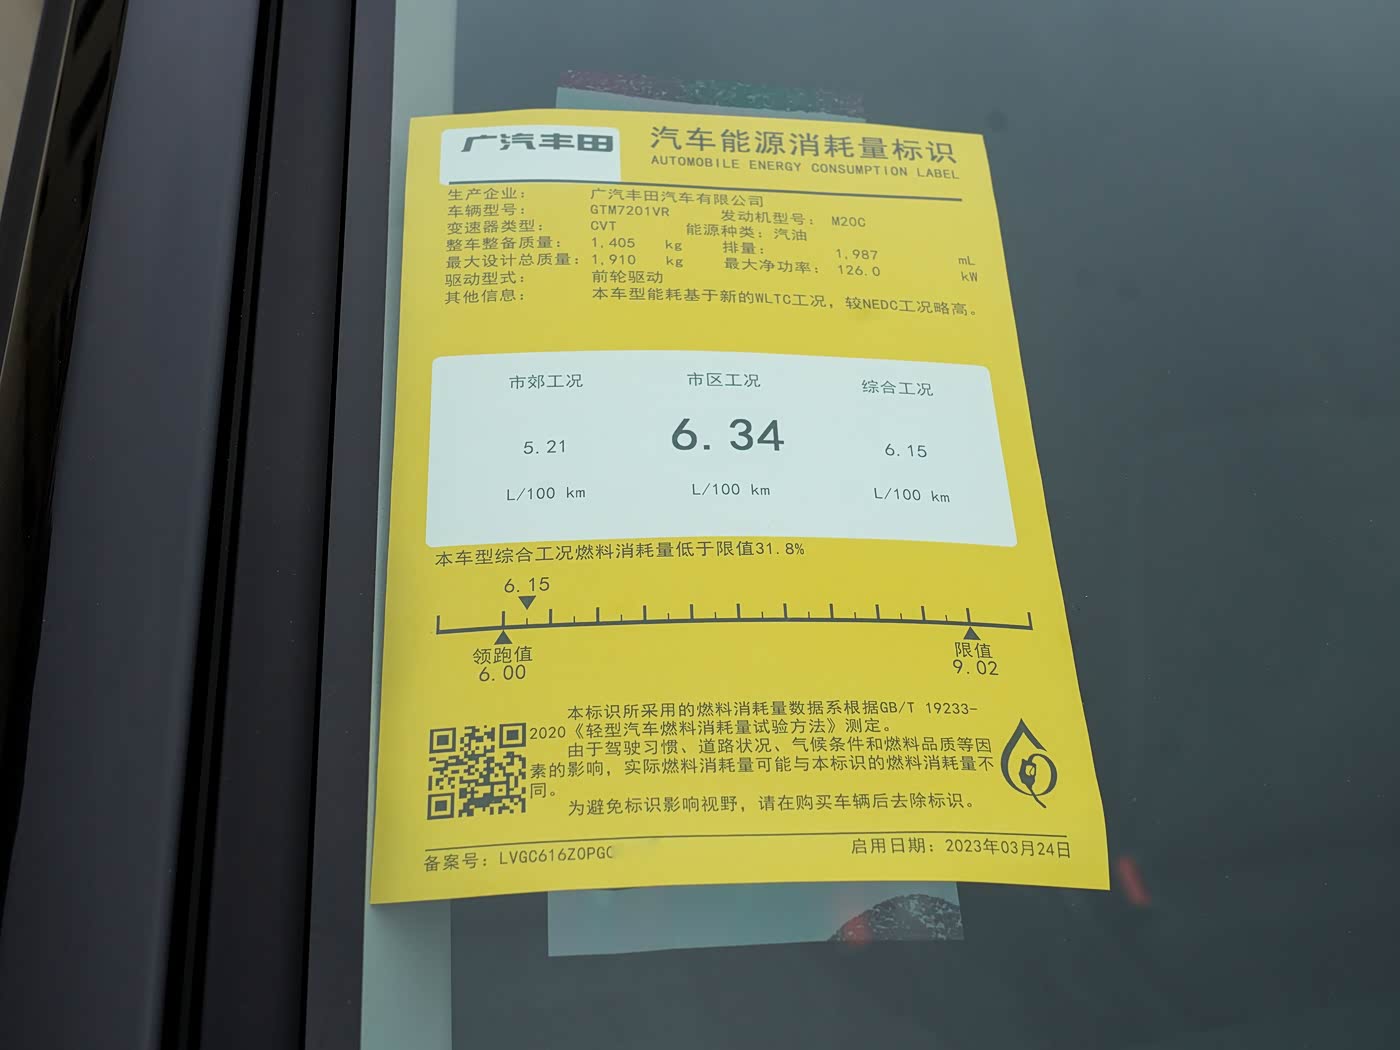 广汽丰田
汽车能源消耗量标识
AUTOMOBILE ENERGY CONSUMPTION LABEL
生产企业： 广汽丰田汽车有限公司
车辆型号： GTM7201VR 发动机型号： M20C
变速器类型： CVT 能源种类：汽油
整车整备质量： 1,405 kg 排量： 1,987 mL
最大设计总质量： 1,910 kg 最大净功率： 126.0 kW
驱动型式： 前轮驱动
其他信息： 本车型能耗基于新的WLTC工况，较NEDC工况略高。
市郊工况 市区工况 综合工况
5.21 6.34 6.15
L/100 km L/100 km L/100 km
本车型综合工况燃料消耗量低于限值31.8%
6.15
领跑值 限值
6.00 9.02
本标识所采用的燃料消耗量数据系根据GB/T 19233-
2020《轻型汽车燃料消耗量试验方法》测定。
由于驾驶习惯、道路状况、气候条件和燃料品质等因
素的影响，实际燃料消耗量可能与本标识的燃料消耗量不
同。
为避免标识影响视野，请在购买车辆后去除标识。
备案号：LVGC616Z0PG 启用日期：2023年03月24日